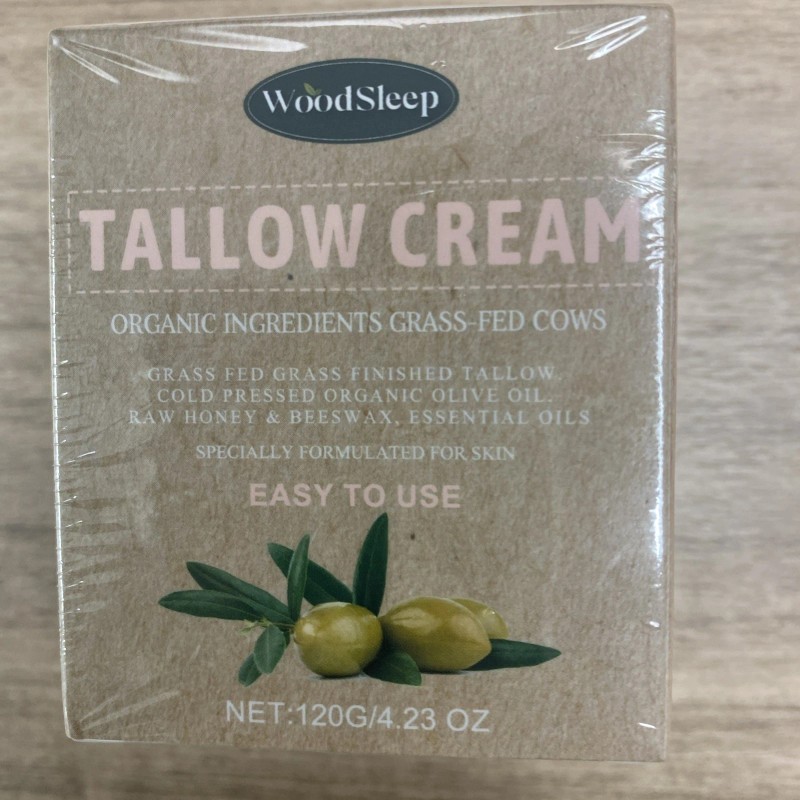 WoodSleep
TALLOW CREAM
ORGANIC INGREDIENTS GRASS-FED COWS
GRASS FED GRASS FINISHED TALLOW.
COLD PRESSED ORGANIC OLIVE OIL.
RAW HONEY & BEESWAX, ESSENTIAL OILS
SPECIALLY FORMULATED FOR SKIN
EASY TO USE
NET:120G/4.23 OZ